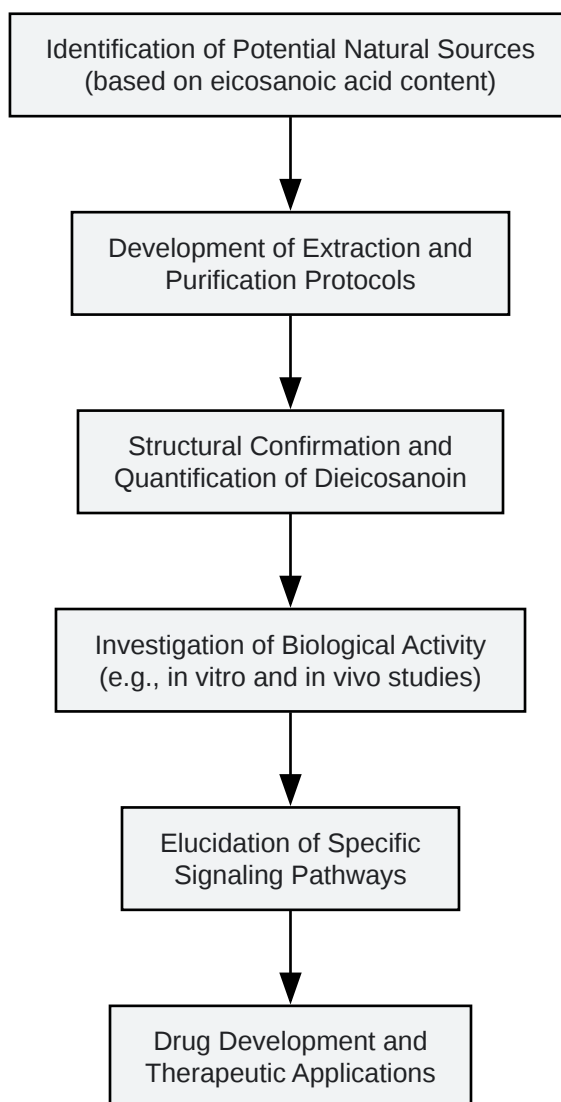 Identification of Potential Natural Sources
(based on eicosanoic acid content)
Development of Extraction and
Purification Protocols
Structural Confirmation and
Quantification of Dieicosanoin
Investigation of Biological Activity
(e.g., in vitro and in vivo studies)
Elucidation of Specific
Signaling Pathways
Drug Development and
Therapeutic Applications